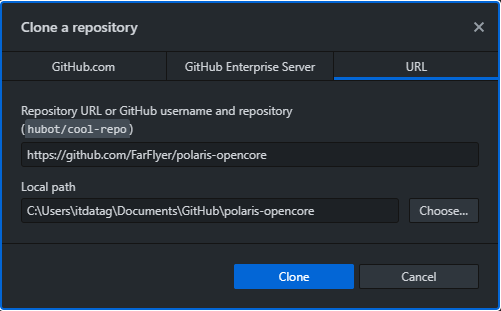 Clone a repository
GitHub.com
GitHub Enterprise Server
URL
Repository URL or GitHub username and repository
(hubot/cool-repo)
https://github.com/FarFlyer/polaris-opencore
Local path
C:\Users\itdatag\Documents\GitHub\polaris-opencore
Choose...
Clone
Cancel